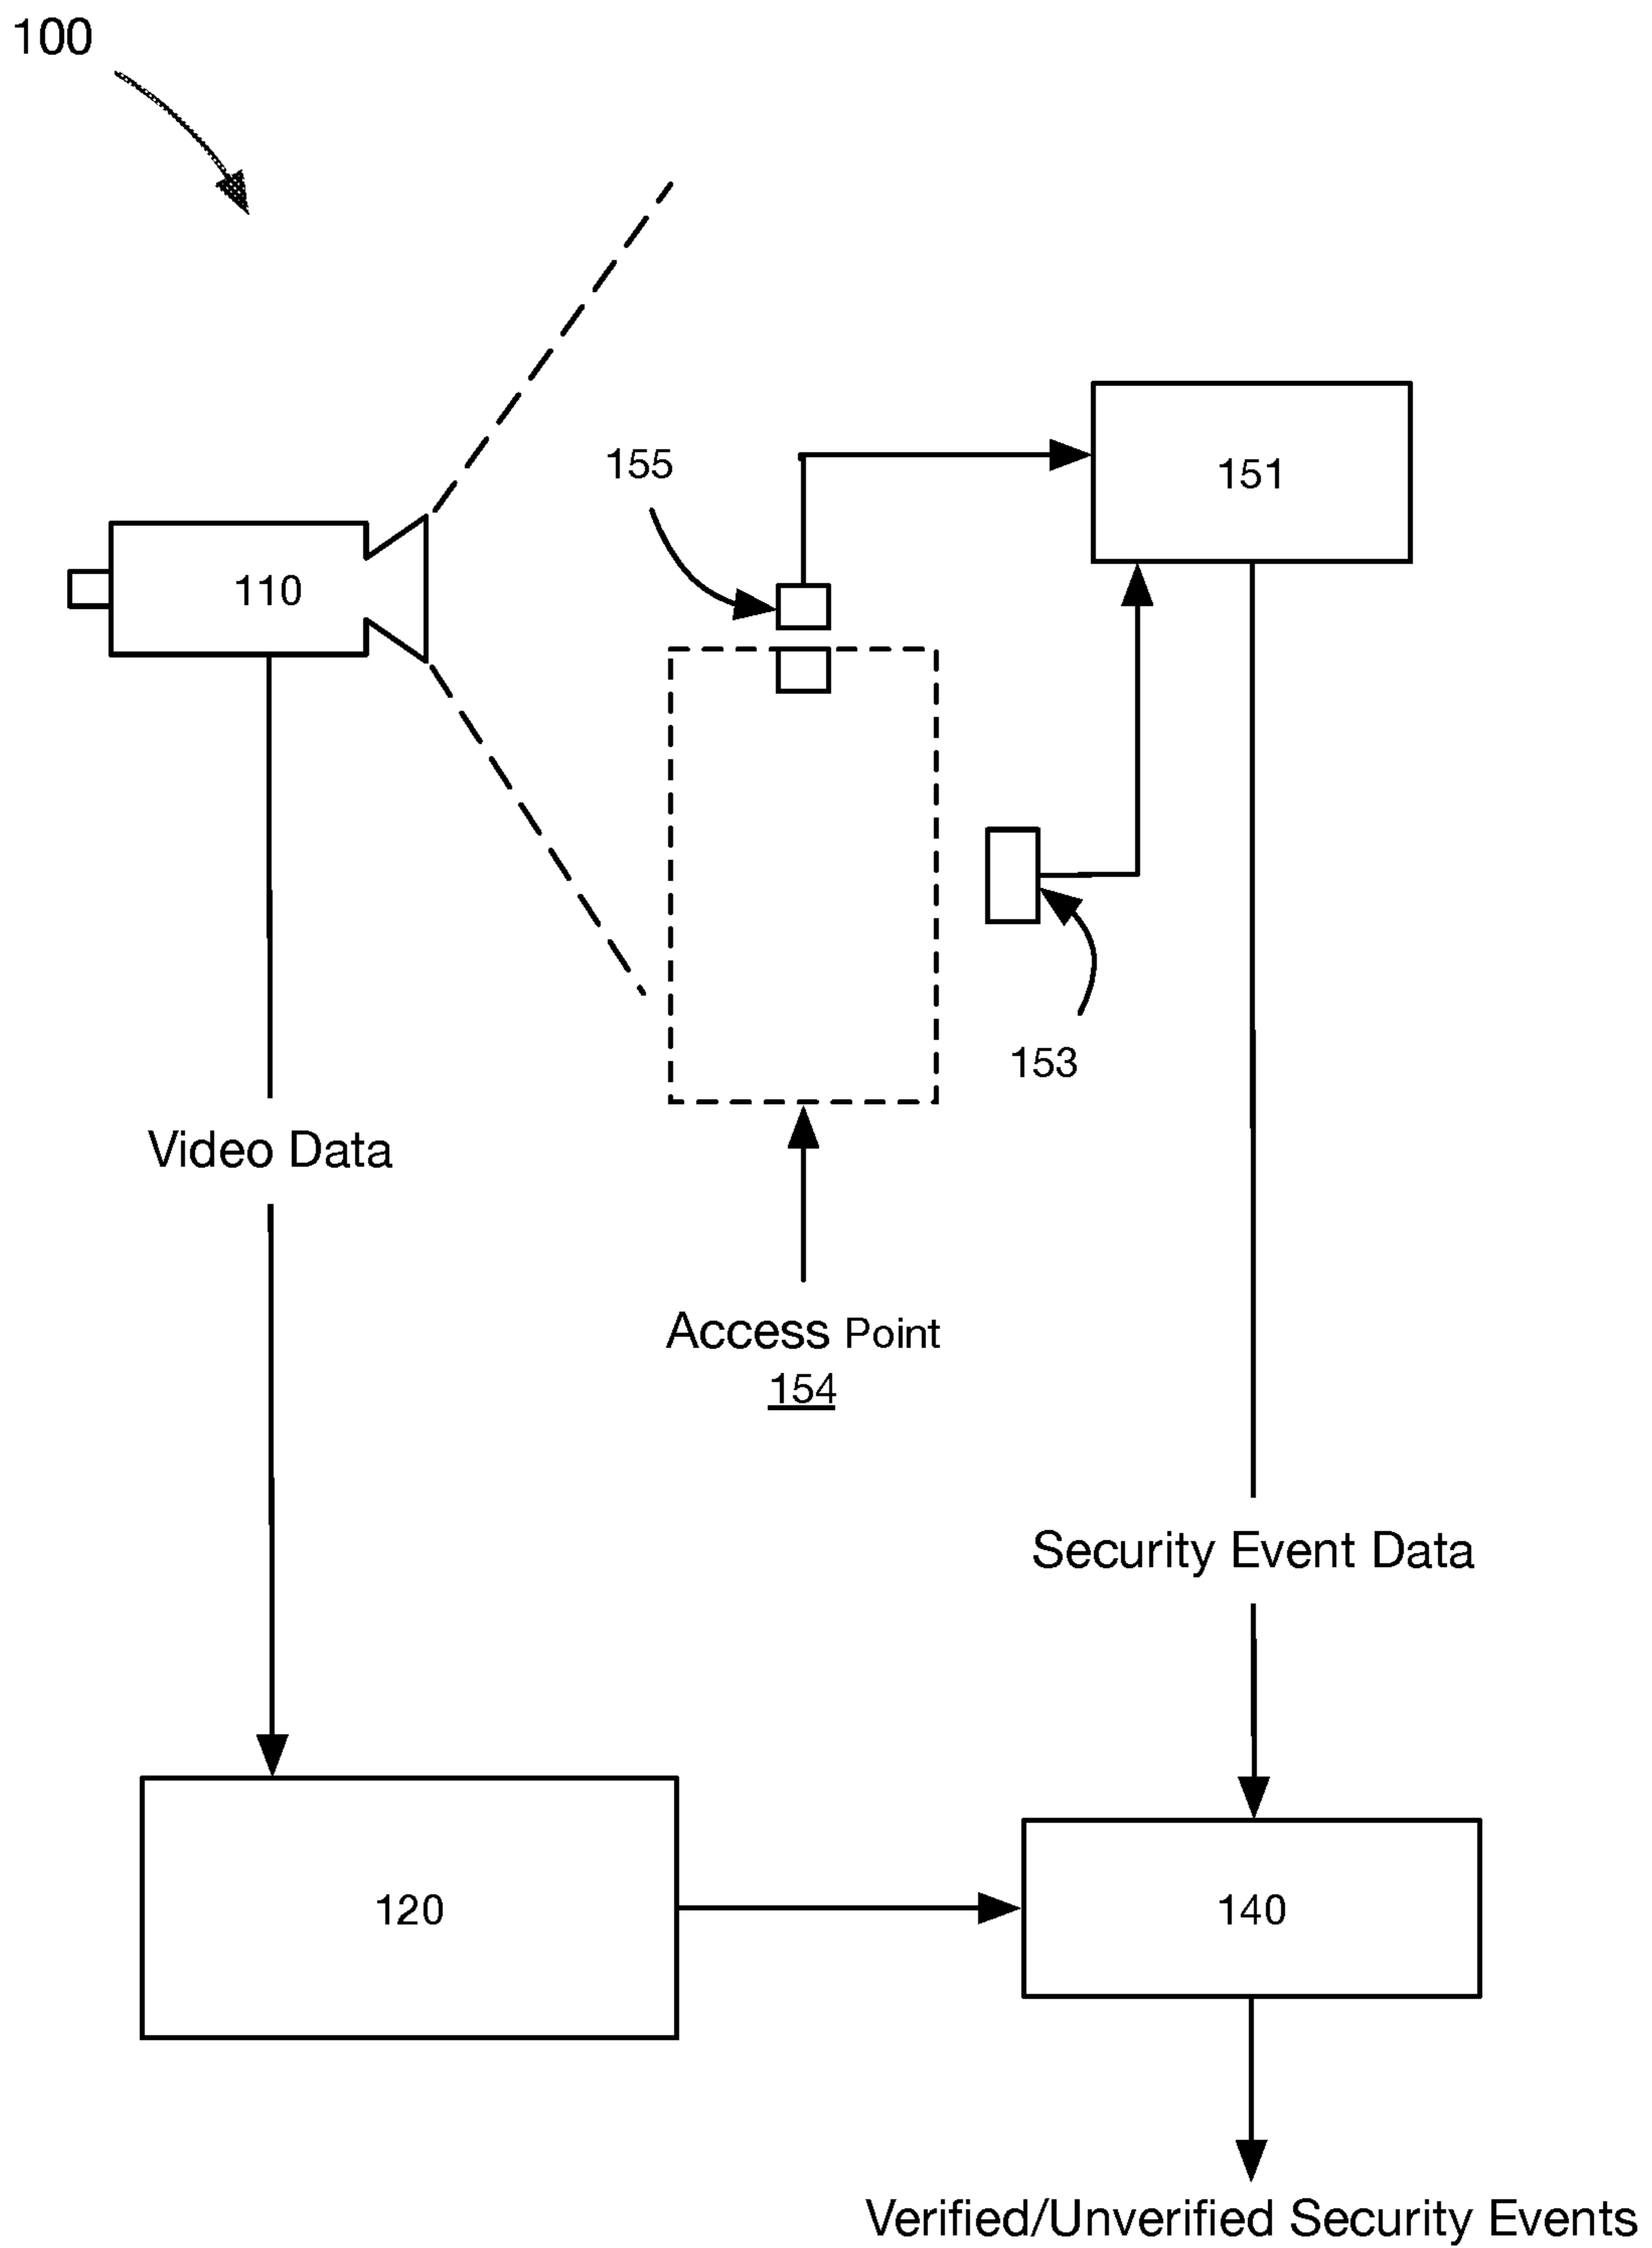 100
155
151
110
153
Video Data
Access Point
154
Security Event Data
120
140
Verified/Unverified Security Events